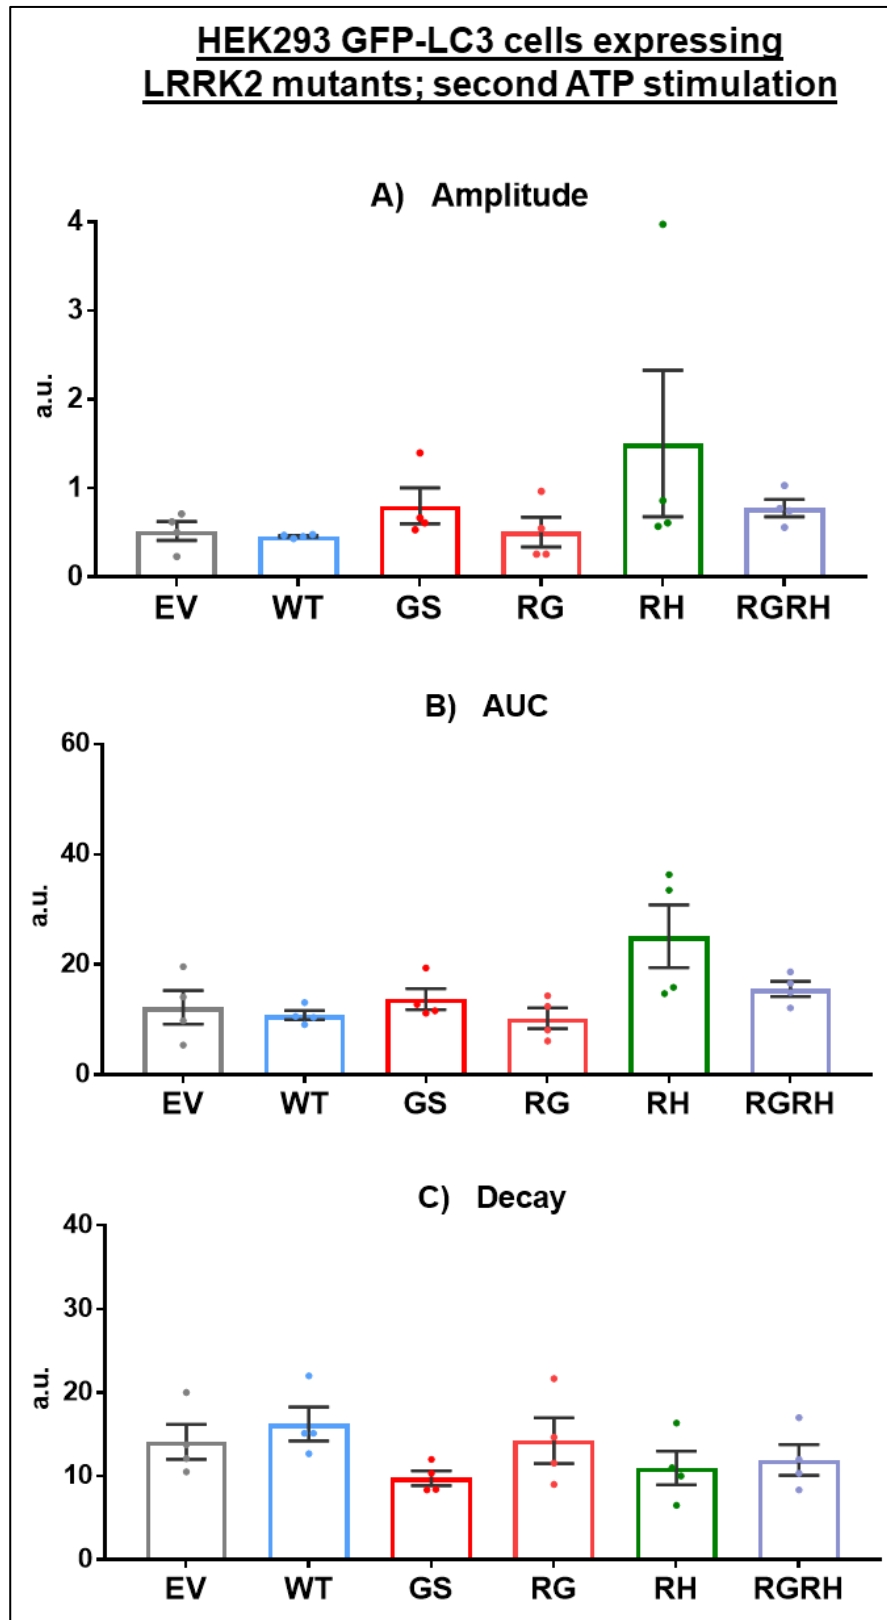 HEK293 GFP-LC3 cells expressing
LRRK2 mutants; second ATP stimulation
A) Amplitude
4
3
2
1
0
a.u.
EV WT GS RG RH RGRH
B) AUC
60
40
20
0
a.u.
EV WT GS RG RH RGRH
C) Decay
40
30
20
10
0
a.u.
EV WT GS RG RH RGRH